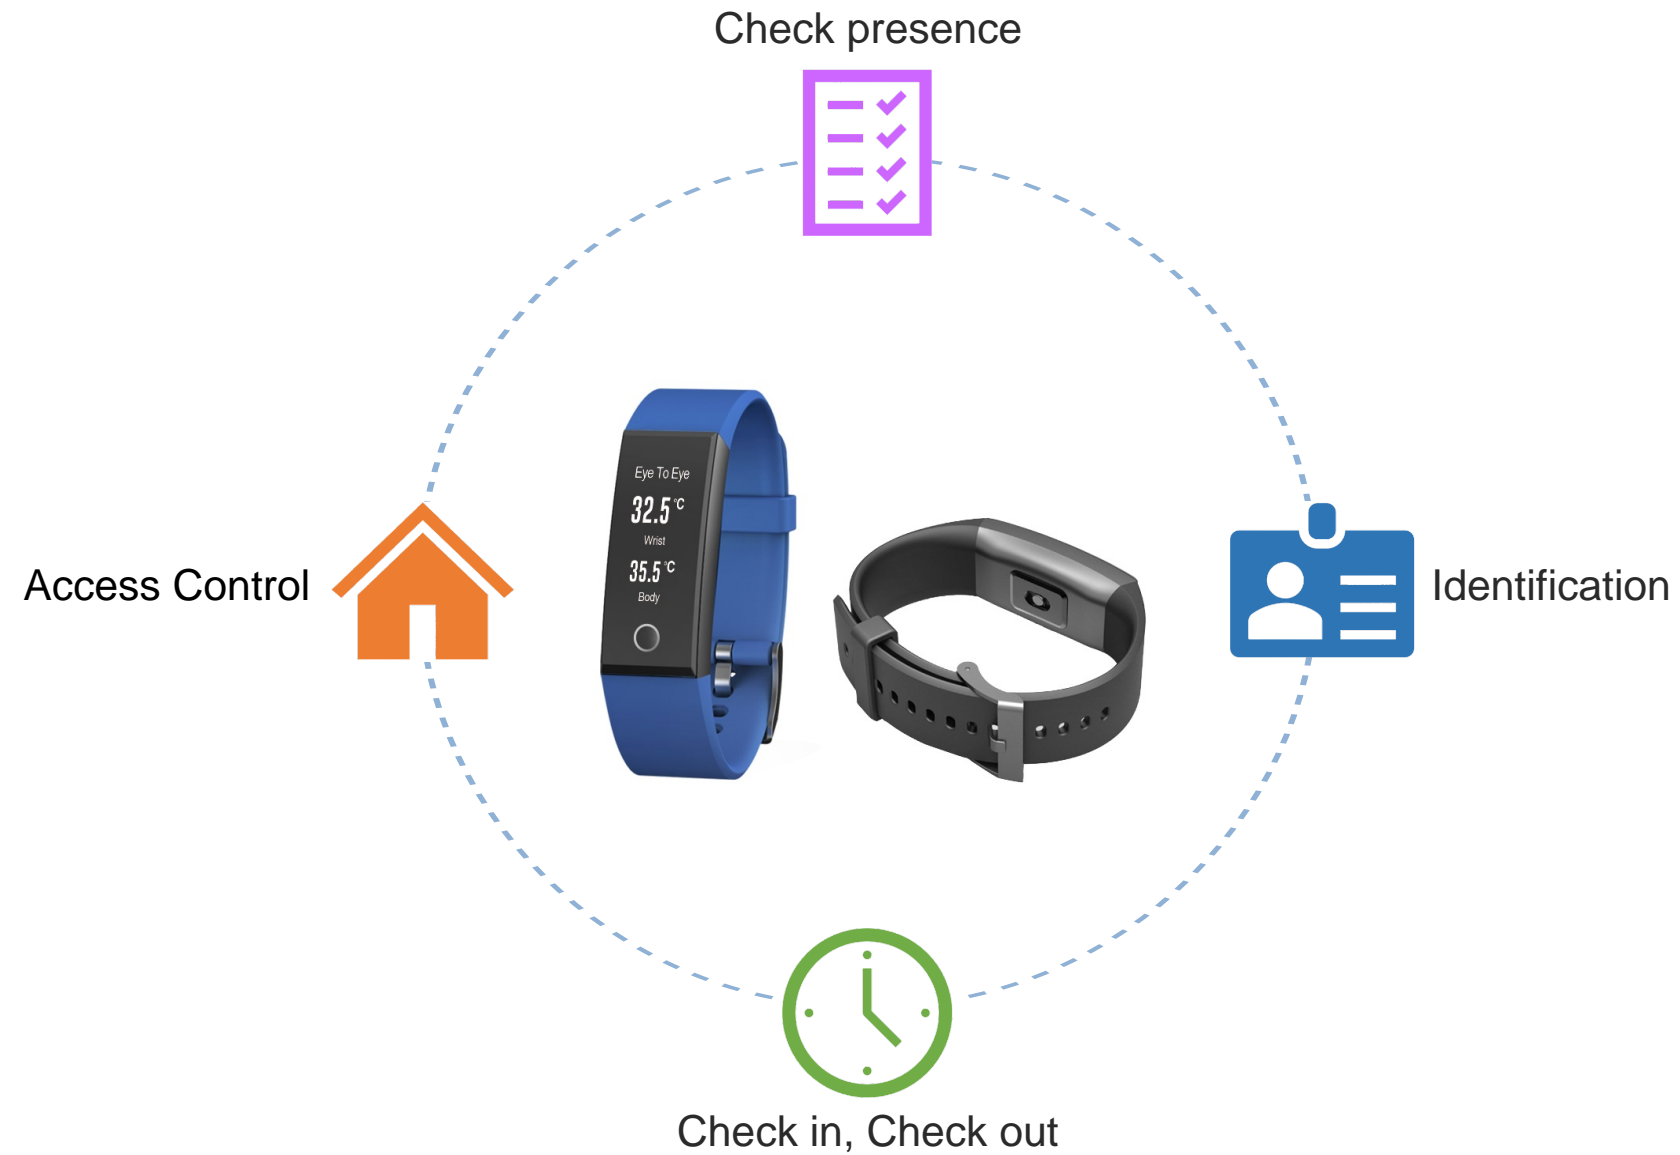 Check presence
Eye To Eye
32.5 °C
Wrist
35.5 °C
Body
Access Control
Identification
Check in, Check out